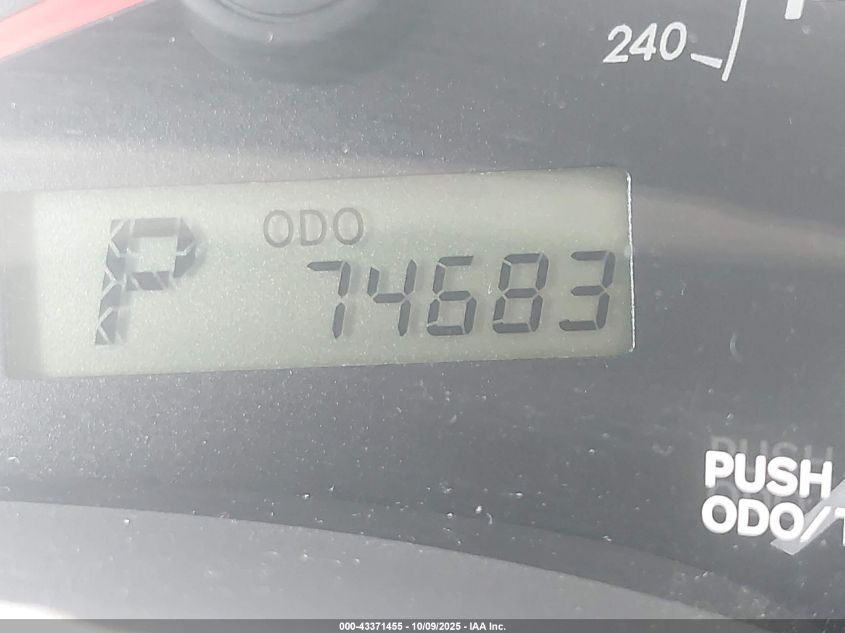 240
P ODO
74683
PUSH
ODO/T
000-43371455 - 10/09/2025 - IAA Inc.